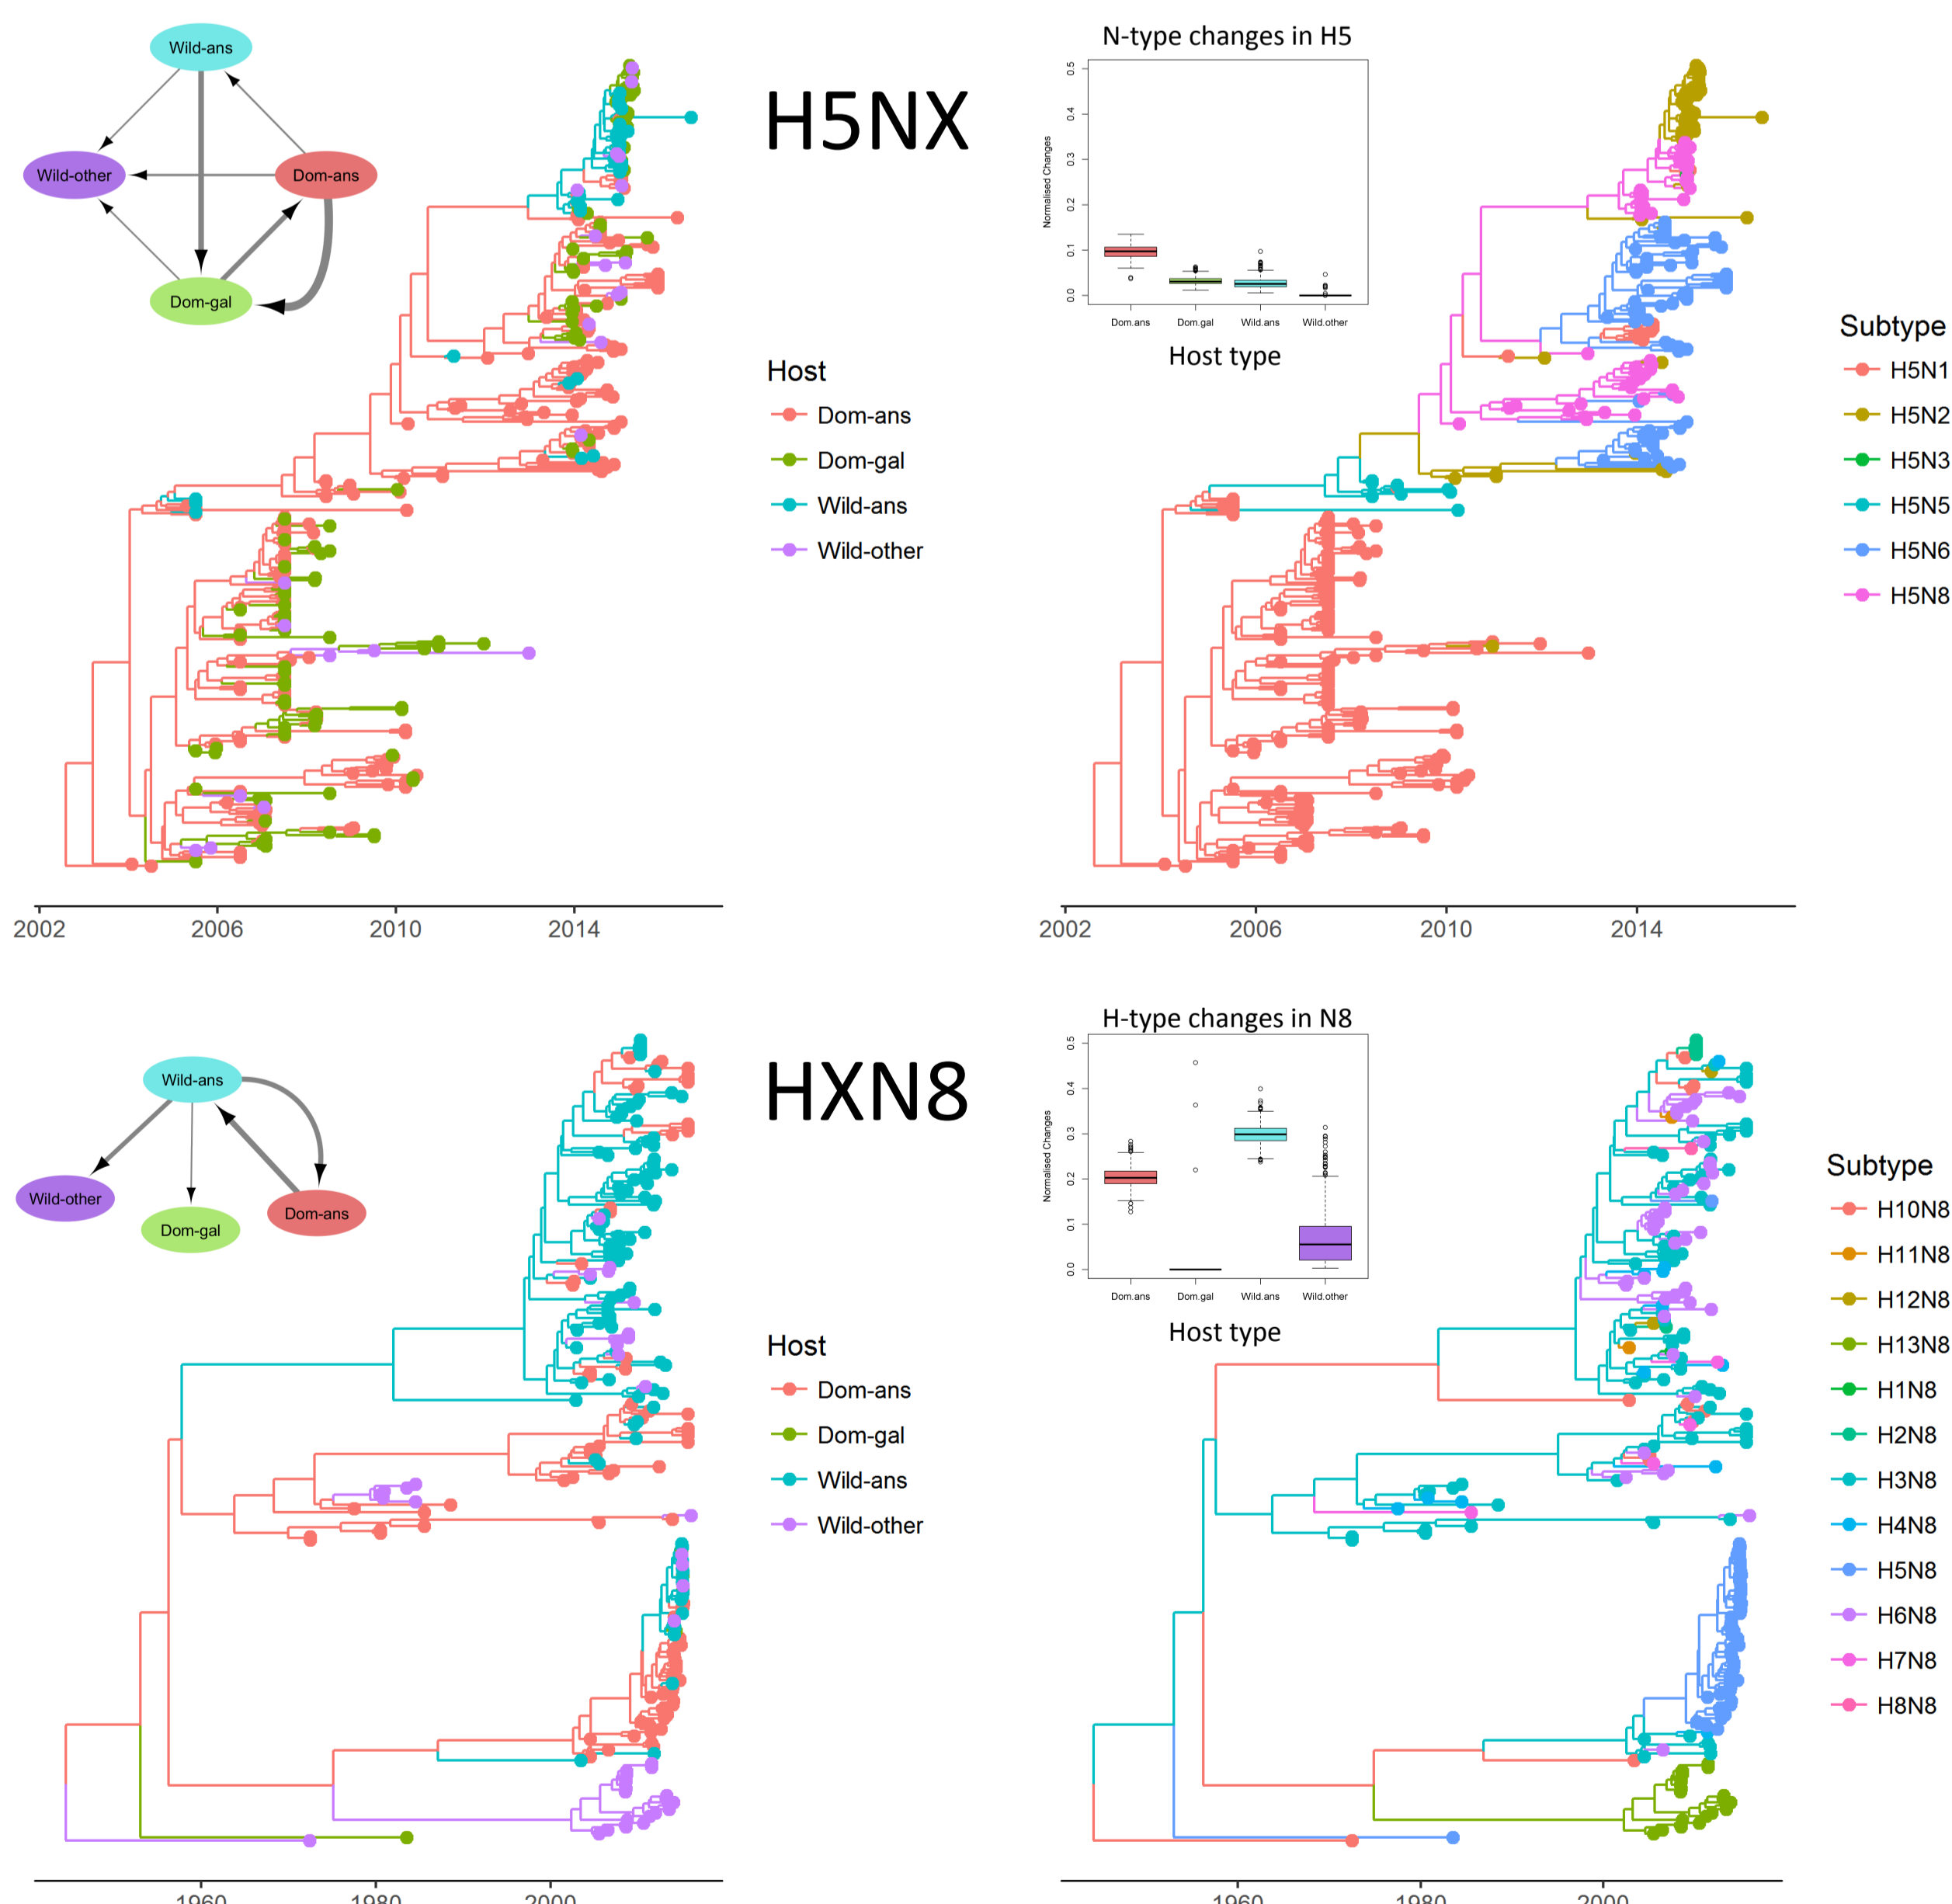 Wild-ans
Wild-other
Dom-ans
Dom-gal
H5NX
Host
Dom-ans
Dom-gal
Wild-ans
Wild-other
2002
2006
2010
2014
N-type changes in H5
Normalised Changes
0.5
0.4
0.3
0.2
0.1
0.0
Dom.ans
Dom.gal
Wild.ans
Wild.other
Host type
Subtype
H5N1
H5N2
H5N3
H5N5
H5N6
H5N8
2002
2006
2010
2014
Wild-ans
Wild-other
Dom-gal
Dom-ans
HXN8
Host
Dom-ans
Dom-gal
Wild-ans
Wild-other
1960
1980
2000
H-type changes in N8
Normalised Changes
0.5
0.4
0.3
0.2
0.1
0.0
Dom.ans
Dom.gal
Wild.ans
Wild.other
Host type
Subtype
H10N8
H11N8
H12N8
H13N8
H1N8
H2N8
H3N8
H4N8
H5N8
H6N8
H7N8
H8N8
1960
1980
2000